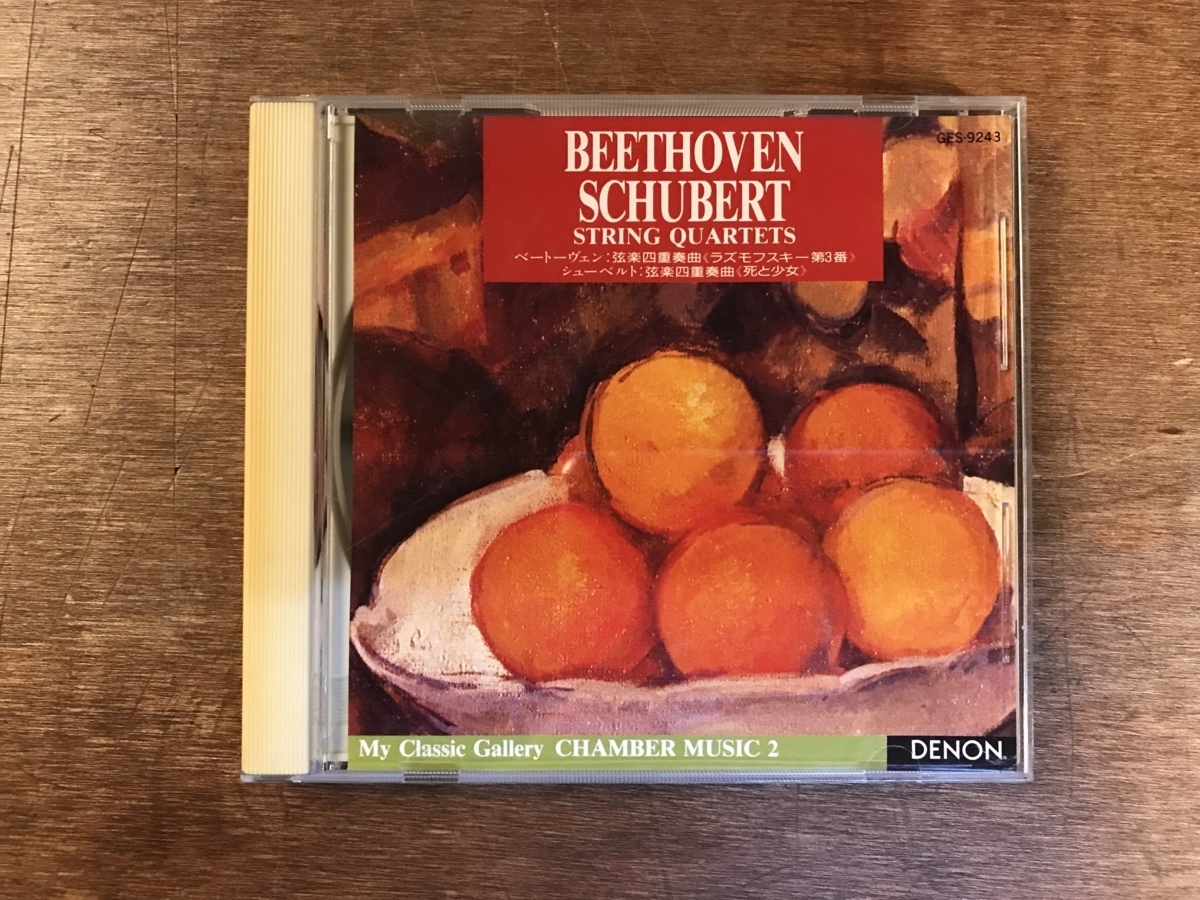 BEETHOVEN
SCHUBERT
STRING QUARTETS
ベートーヴェン:弦楽四重奏曲《ラズモフスキー第3番》
シューベルト:弦楽四重奏曲《死と少女》
GES-9243
My Classic Gallery CHAMBER MUSIC 2
DENON